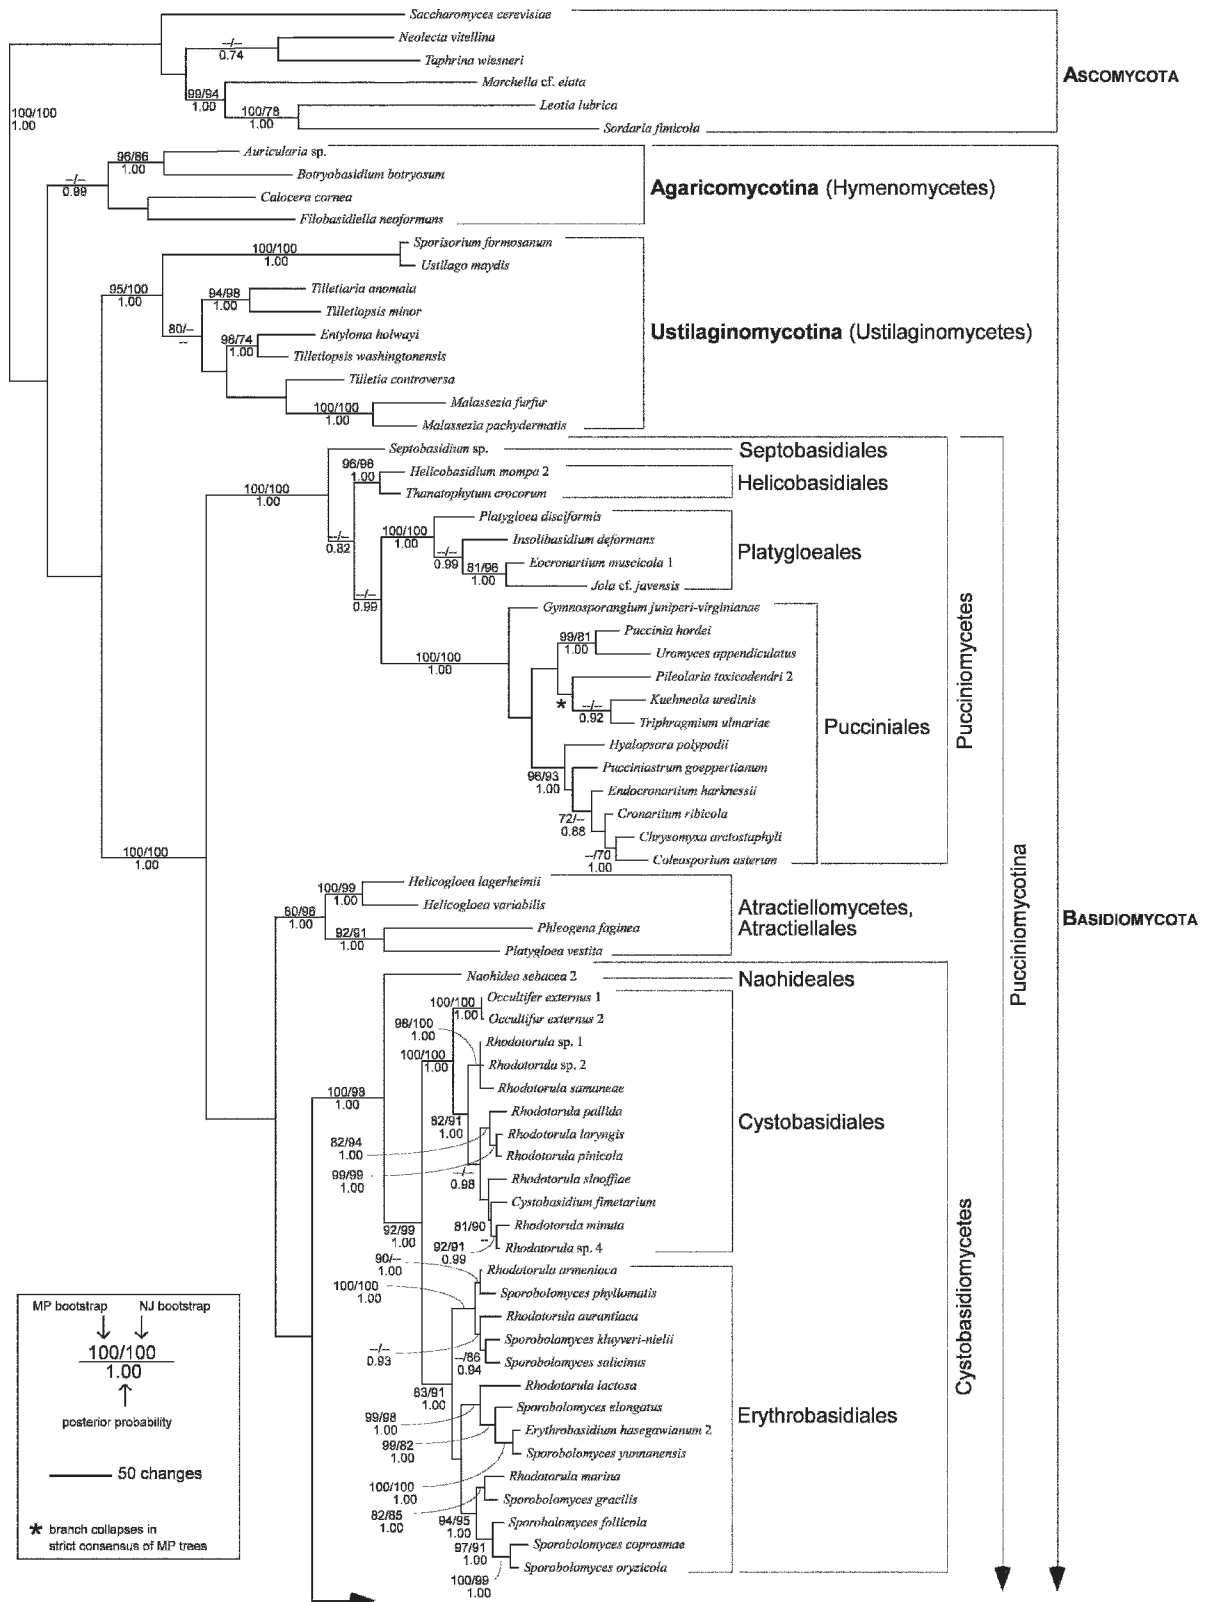 Saccharomyces cerevisiae
Neolecta vitellina
--/--
0.74
Taphrina wiesneri
Morchella cf. elata
ASCOMYCOTA
99/94
1.00
Leotia lubrica
100/78
1.00
Sordaria fimicola
100/100
1.00
Auricularia sp.
96/86
1.00
Botryobasidium botryosum
--/--
0.99
Agaricomycotina (Hymenomycetes)
Calocera cornea
Filobasidiella neoformans
Sporisorium formosanum
100/100
1.00
Ustilago maydis
95/100
1.00
Tilletiaria anomala
94/98
1.00
Tilletiopsis minor
80/--
--
Entyloma holwayi
Ustilaginomycotina (Ustilaginomycetes)
96/74
1.00
Tilletiopsis washingtonensis
Tilletia controversa
Malassezia furfur
100/100
1.00
Malassezia pachydermatis
Septobasidium sp.
Septobasidiales
96/98
1.00
Helicobasidium mompa 2
Helicobasidiales
Thanatophytum crocorum
100/100
1.00
Platygloea disciformis
--/--
0.82
100/100
1.00
Insolibasidium deformans
--/--
0.99
Platygloeales
Eocronartium muscicola 1
81/96
1.00
Jola cf. javensis
--/--
0.99
Gymnosporangium juniperi-virginianae
Puccinia hordei
99/81
1.00
Uromyces appendiculatus
100/100
1.00
Pileolaria toxicodendri 2
*
Kuehneola uredinis
--/--
0.92
Triphragmium ulmariae
Pucciniales
Pucciniomycetes
Hyalopsora polypodii
Pucciniastrum goeppertianum
96/93
1.00
Endocronartium harknessii
Cronartium ribicola
72/--
0.88
Chrysomyxa arctostaphyli
--/70
1.00
Coleosporium asterum
100/100
1.00
Helicogloea lagerheimii
100/99
1.00
Helicogloea variabilis
80/96
1.00
Atractiellomycetes,
Atractiellales
Phleogena faginea
92/91
1.00
Platygloea vestita
BASIDIOMYCOTA
Pucciniomycotina
Naohidea sebacea 2
Naohideales
Occultifur externus 1
100/100
1.00
Occultifur externus 2
98/100
1.00
Rhodotorula sp. 1
100/100
1.00
Rhodotorula sp. 2
Rhodotorula samaneae
100/98
1.00
Rhodotorula pallida
82/91
1.00
Cystobasidiales
Rhodotorula laryngis
82/94
1.00
Rhodotorula pinicola
99/99
1.00
--/--
0.98
Rhodotorula slooffiae
Cystobasidium fimetarium
81/90
--
Rhodotorula minuta
92/99
1.00
92/91
0.99
Rhodotorula sp. 4
Cystobasidiomycetes
90/--
1.00
Rhodotorula armeniaca
100/100
1.00
Sporobolomyces phyllomatis
Rhodotorula aurantiaca
Sporobolomyces kluyveri-nielii
--/--
0.93
--/86
0.94
Sporobolomyces salicinus
83/91
1.00
Rhodotorula lactosa
Sporobolomyces elongatus
Erythrobasidiales
99/98
1.00
Erythrobasidium hasegawianum 2
99/82
1.00
Sporobolomyces yunnanensis
Rhodotorula marina
100/100
1.00
Sporobolomyces gracilis
82/85
1.00
94/95
1.00
Sporobolomyces foliicola
97/91
1.00
Sporobolomyces coprosmae
Sporobolomyces oryzicola
100/99
1.00
MP bootstrap NJ bootstrap
100/100
1.00
posterior probability
50 changes
* branch collapses in
strict consensus of MP trees